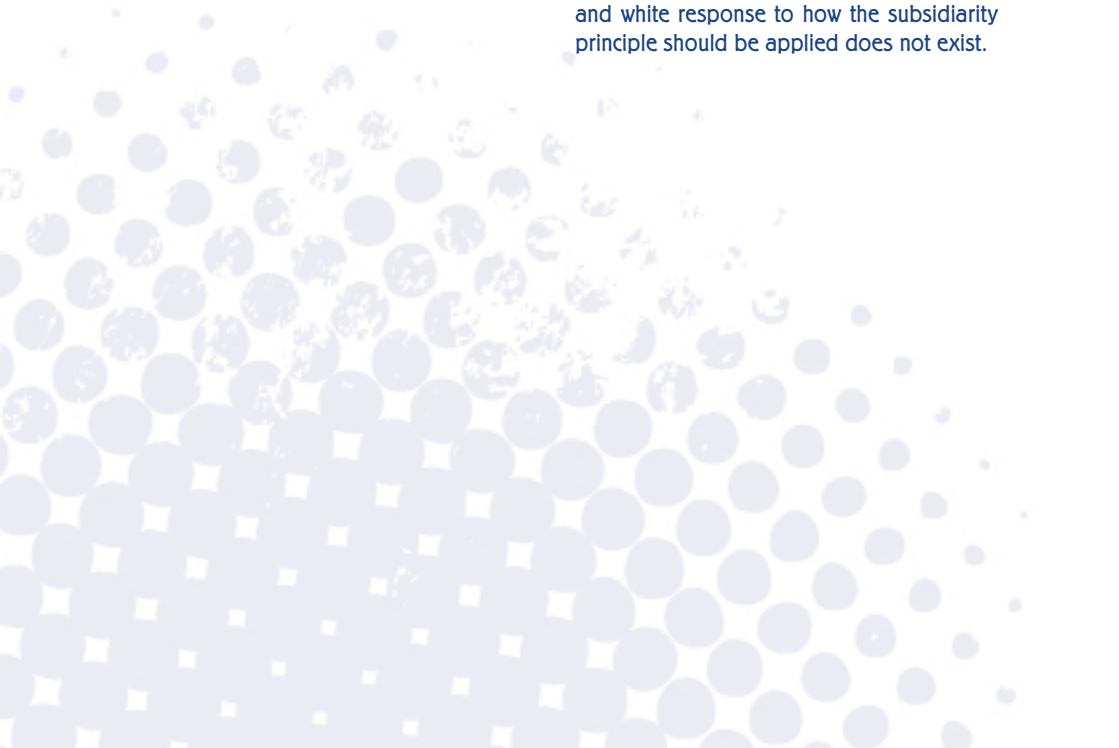 and white response to how the subsidiarity
principle should be applied does not exist.